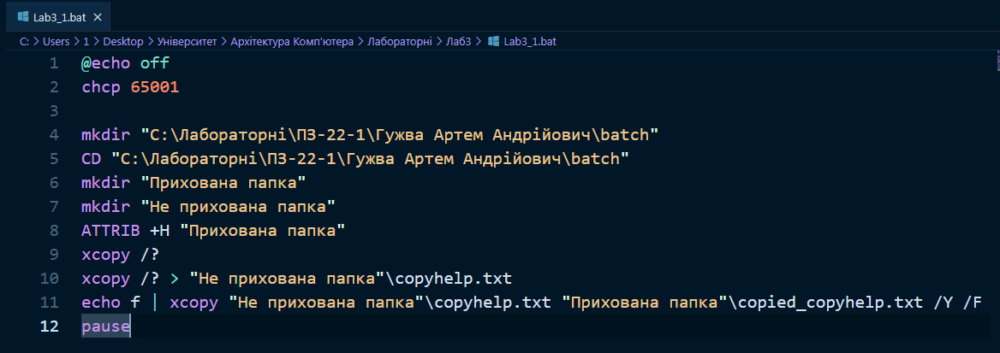 Lab3_1.bat
C: > Users > 1 > Desktop > Університет > Архітектура Комп'ютера > Лабораторні > Лаб3 > Lab3_1.bat
1 @echo off
2 chcp 65001
3
4 mkdir "C:\Лабораторні\ПЗ-22-1\Гужва Артем Андрійович\batch"
5 CD "C:\Лабораторні\ПЗ-22-1\Гужва Артем Андрійович\batch"
6 mkdir "Прихована папка"
7 mkdir "Не прихована папка"
8 ATTRIB +H "Прихована папка"
9 xcopy /?
10 xcopy /? > "Не прихована папка"\copyhelp.txt
11 echo f | xcopy "Не прихована папка"\copyhelp.txt "Прихована папка"\copied_copyhelp.txt /Y /F
12 pause